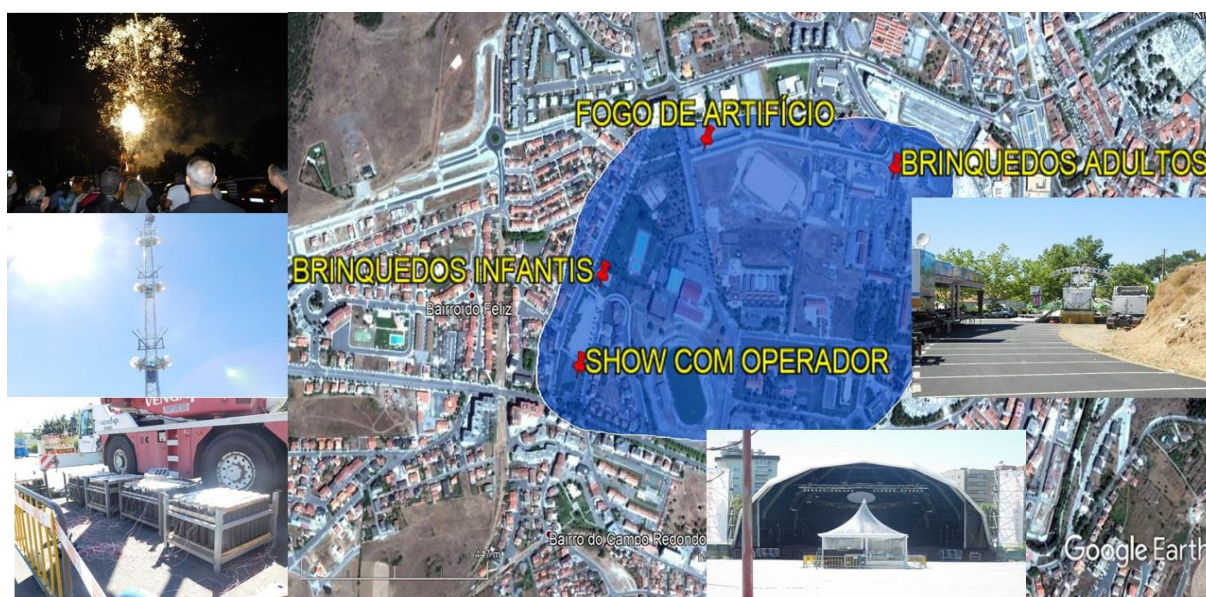 FOGO DE ARTIFÍCIO
BRINQUEDOS ADULTOS
BRINQUEDOS INFANTIS
Bairro do Feliz
SHOW COM OPERADOR
447 m
Bairro do Campo Redondo
Google Earth